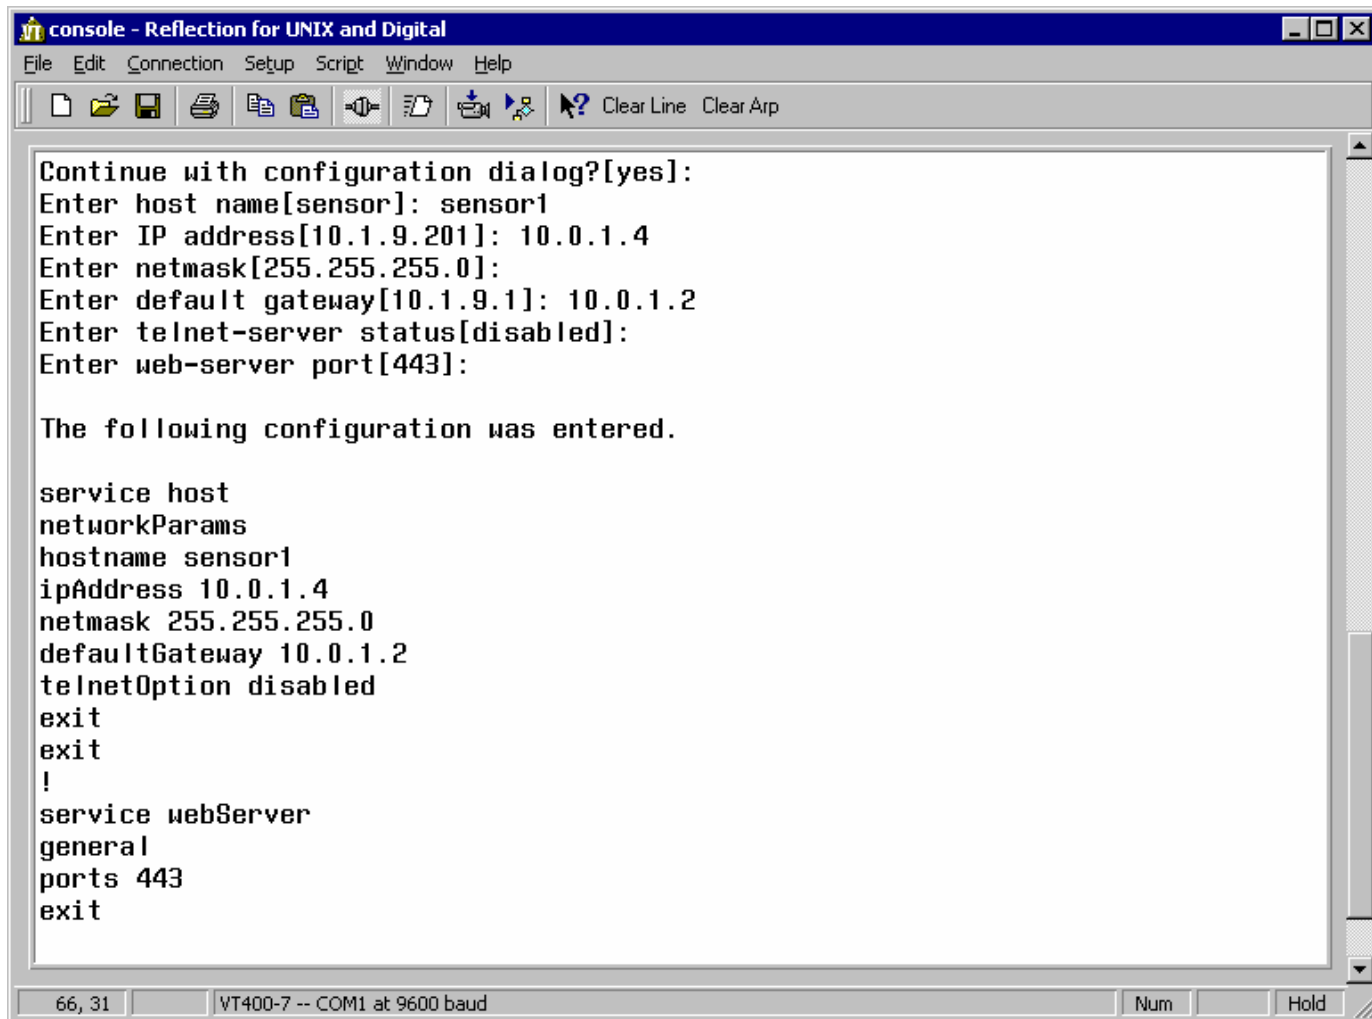 console - Reflection for UNIX and Digital
File Edit Connection Setup Script Window Help
Clear Line Clear Arp
Continue with configuration dialog?[yes]:
Enter host name[sensor]: sensor1
Enter IP address[10.1.9.201]: 10.0.1.4
Enter netmask[255.255.255.0]:
Enter default gateway[10.1.9.1]: 10.0.1.2
Enter telnet-server status[disabled]:
Enter web-server port[443]:
The following configuration was entered.
service host
networkParams
hostname sensor1
ipAddress 10.0.1.4
netmask 255.255.255.0
defaultGateway 10.0.1.2
telnetOption disabled
exit
exit
!
service webServer
general
ports 443
exit
66, 31 VT400-7 -- COM1 at 9600 baud Num Hold